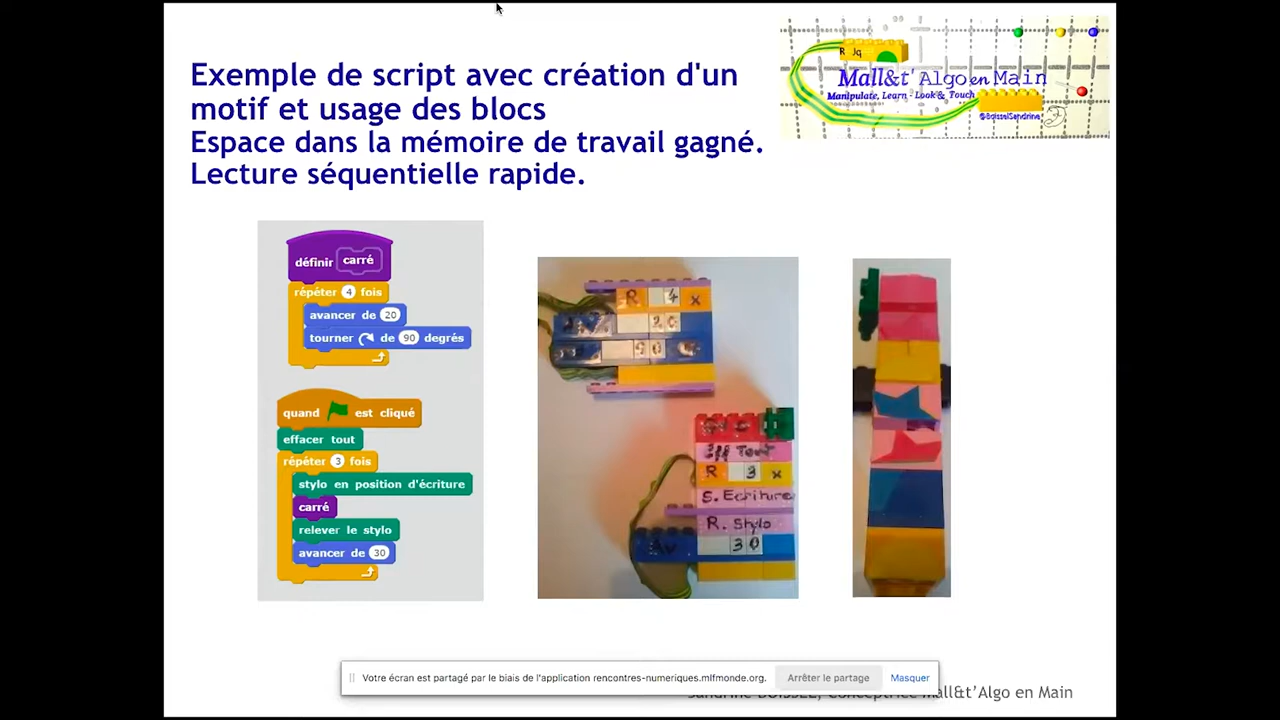 Exemple de script avec création d'un
motif et usage des blocs
Espace dans la mémoire de travail gagné.
Lecture séquentielle rapide.
R Jq
Mall&t'Algo en Main
Manipulate, Learn - Look & Touch
@BoisselSandrine
définir carré
répéter 4 fois
avancer de 20
tourner de 90 degrés
quand est cliqué
effacer tout
répéter 3 fois
stylo en position d'écriture
carré
relever le stylo
avancer de 30
R 4 x
20
90
Eff Tout
R 3 x
S. Ecriture
R. Stylo
Av 30
Votre écran est partagé par le biais de l'application rencontres-numeriques.mlfmonde.org.
Arrêter le partage
Masquer
Mall&t'Algo en Main